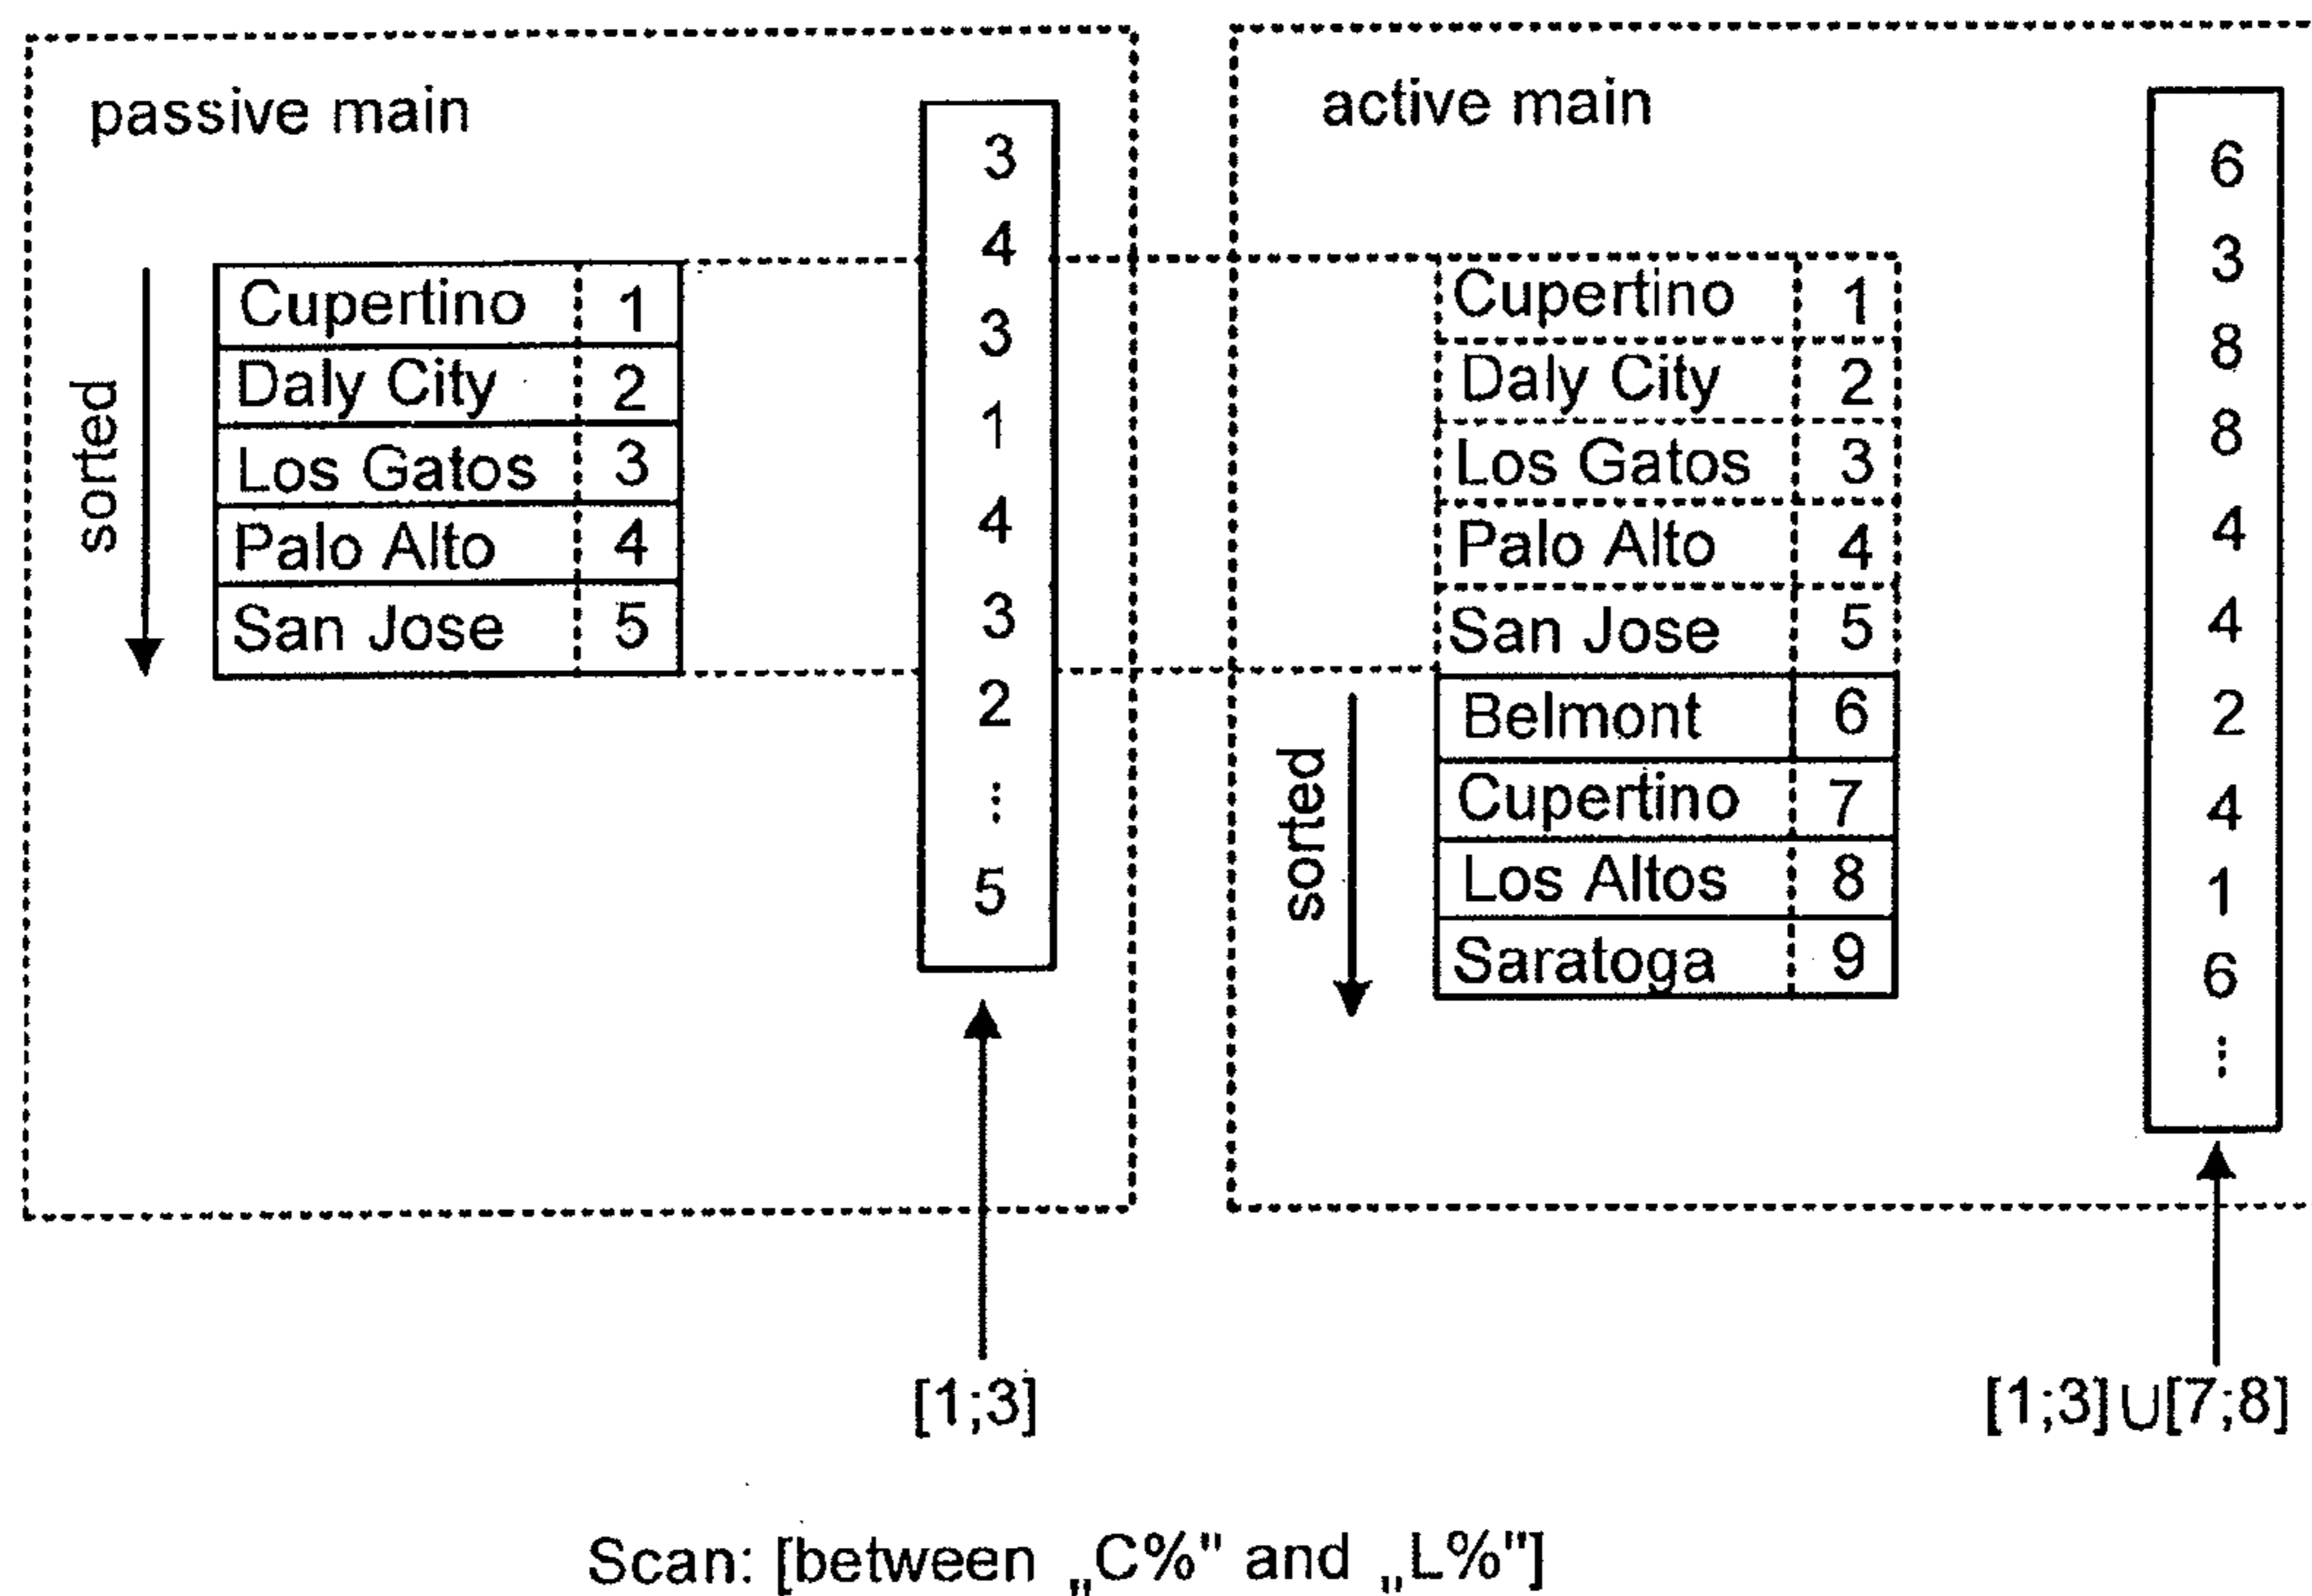 passive main
sorted
Cupertino 1
Daly City 2
Los Gatos 3
Palo Alto 4
San Jose 5
3
4
3
1
4
3
2
⋮
5
[1;3]
active main
Cupertino 1
Daly City 2
Los Gatos 3
Palo Alto 4
San Jose 5
sorted
Belmont 6
Cupertino 7
Los Altos 8
Saratoga 9
6
3
8
8
4
4
2
4
1
6
⋮
[1;3]∪[7;8]
Scan: [between „C%" and „L%"]